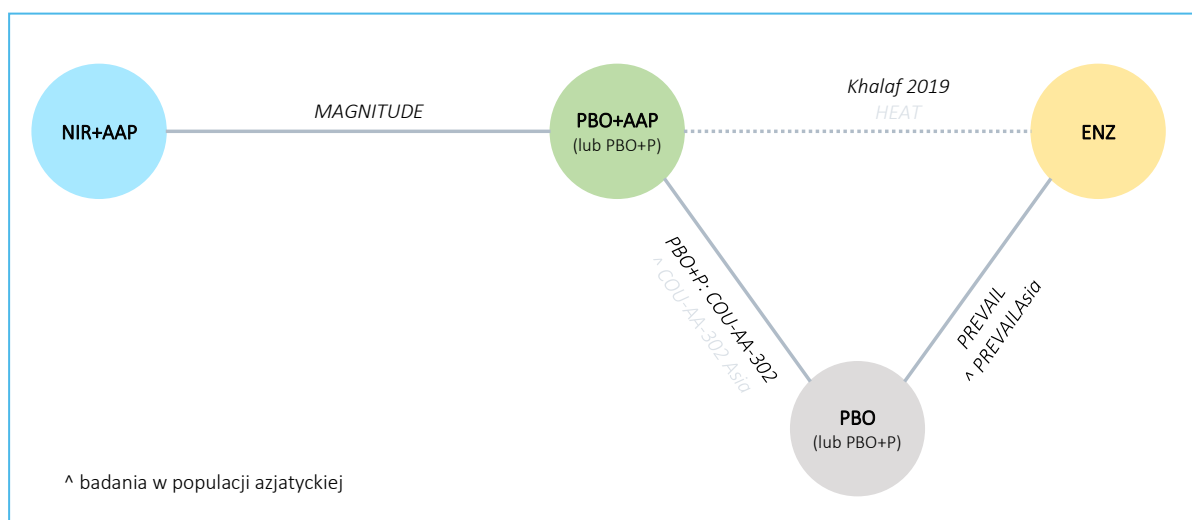 NIR+AAP
MAGNITUDE
PBO+AAP
(lub PBO+P)
Khalaf 2019
HEAT
ENZ
PBO+P: COU-AA-302
^ COU-AA-302 Asia
PREVAIL
^ PREVAILAsia
PBO
(lub PBO+P)
^ badania w populacji azjatyckiej